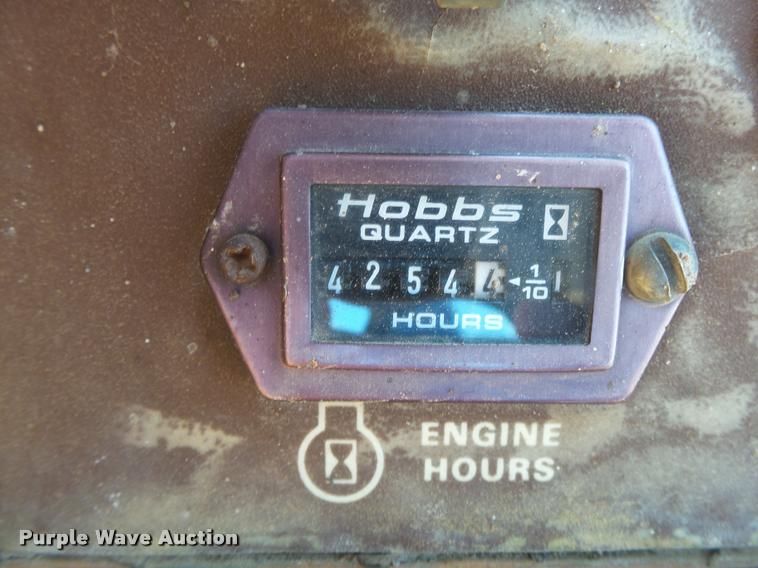 Hobbs
QUARTZ
4 2 5 4 4 ◄ 1/10
HOURS
ENGINE
HOURS
Purple Wave Auction